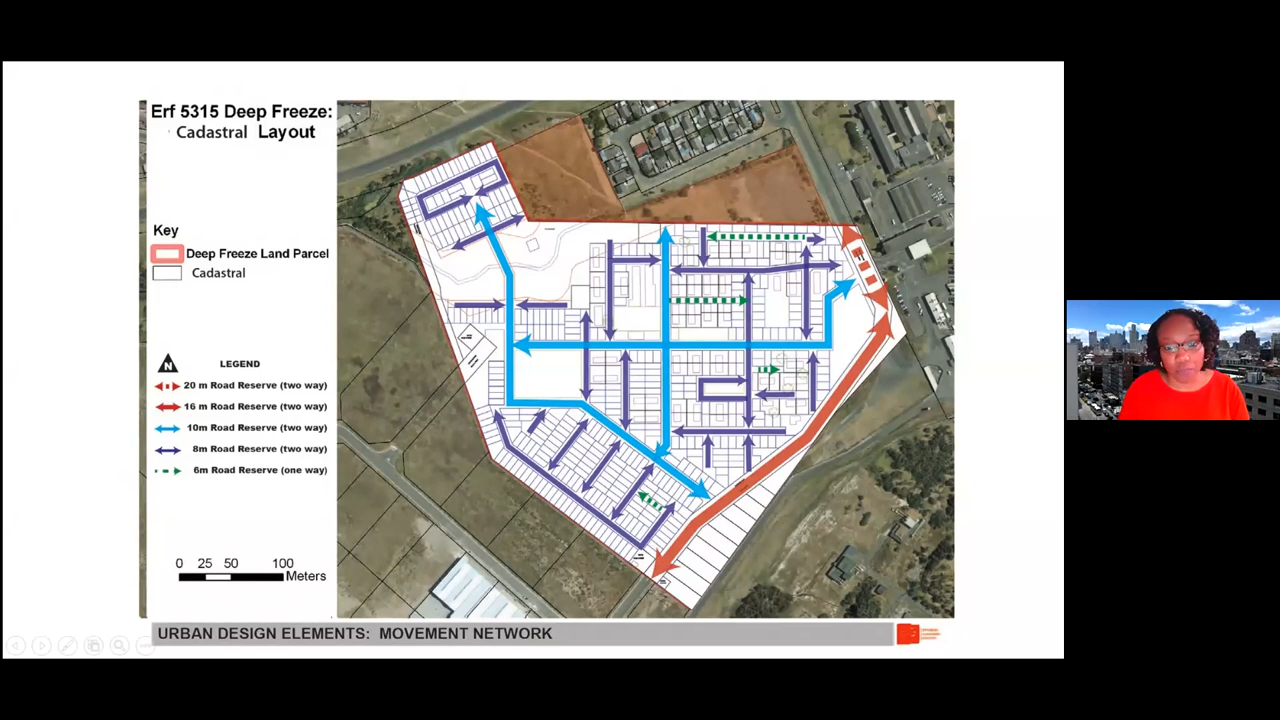 Erf 5315 Deep Freeze:
Cadastral Layout
Key
Deep Freeze Land Parcel
Cadastral
N
LEGEND
20 m Road Reserve (two way)
16 m Road Reserve (two way)
10m Road Reserve (two way)
8m Road Reserve (two way)
6m Road Reserve (one way)
0 25 50 100
Meters
URBAN DESIGN ELEMENTS: MOVEMENT NETWORK